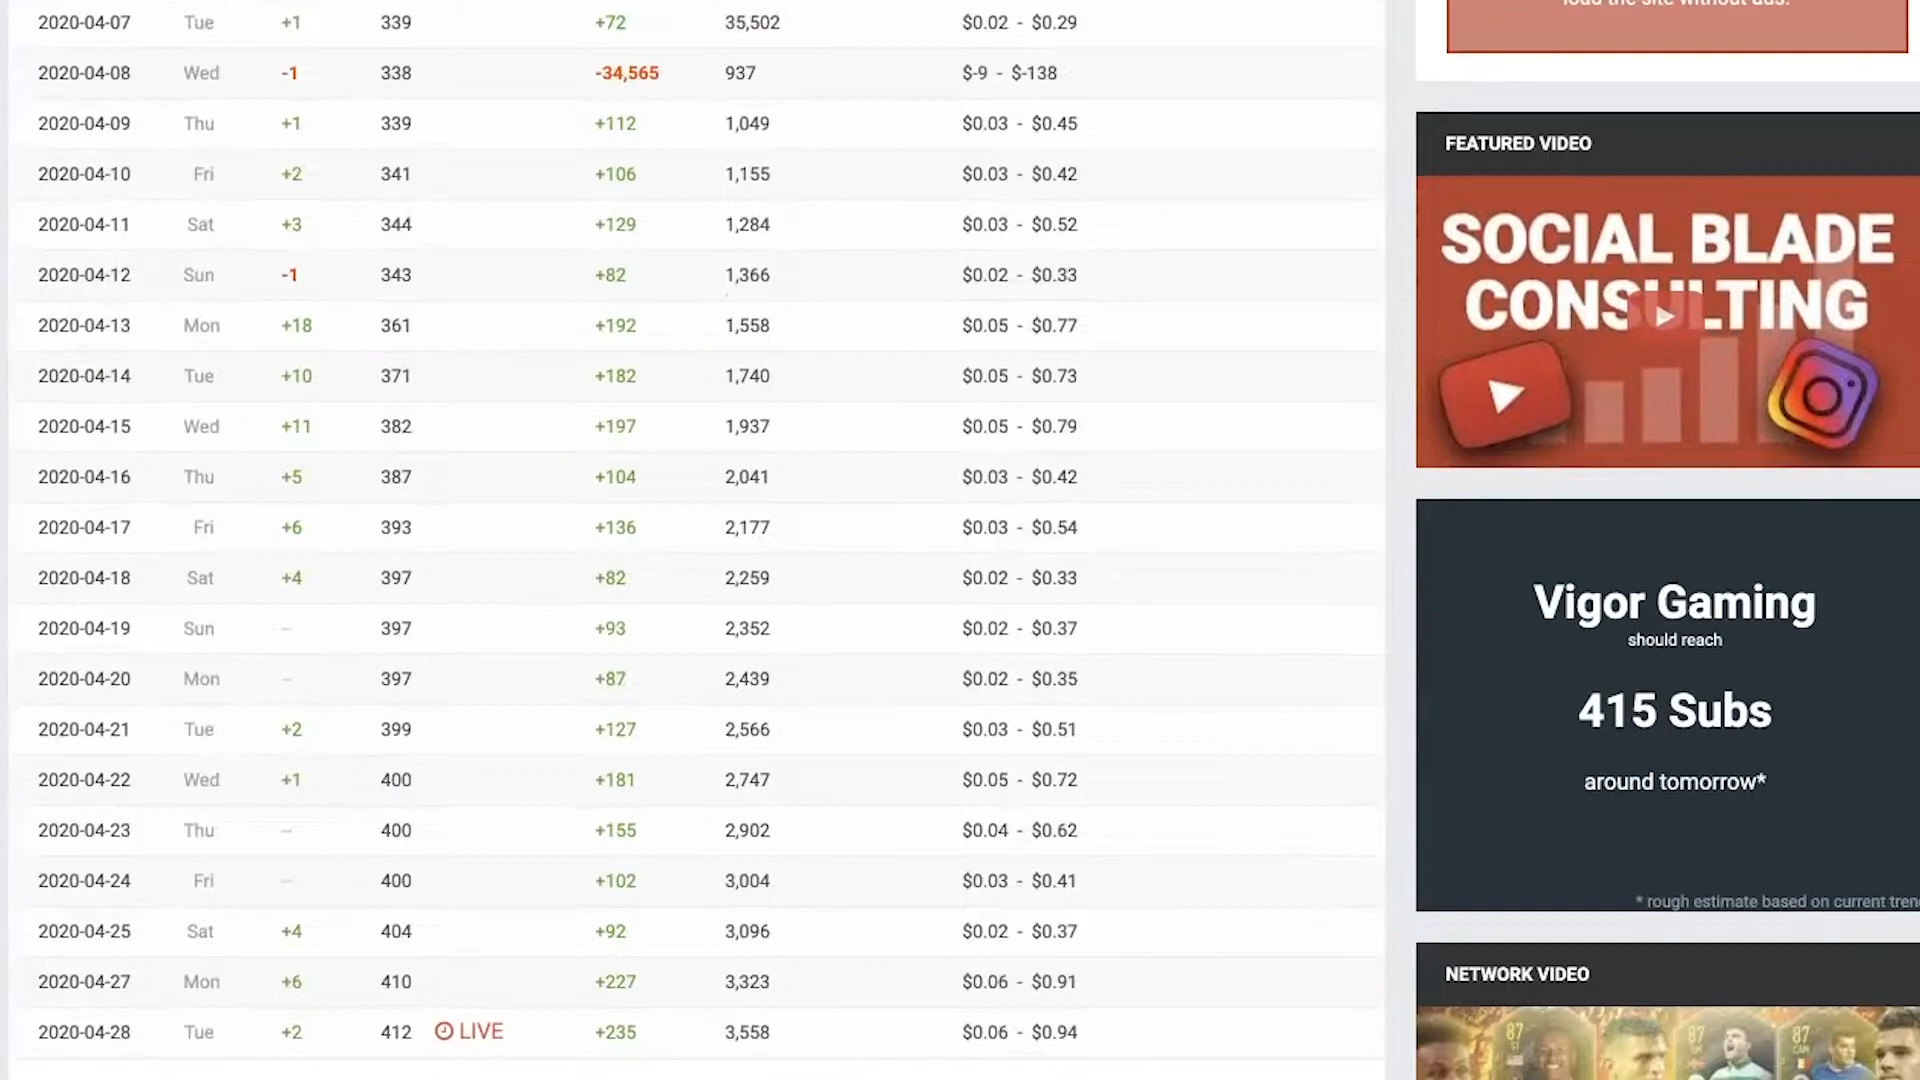 load the site without ads.
2020-04-07 Tue +1 339 +72 35,502 $0.02 - $0.29
2020-04-08 Wed -1 338 -34,565 937 $-9 - $-138
2020-04-09 Thu +1 339 +112 1,049 $0.03 - $0.45
2020-04-10 Fri +2 341 +106 1,155 $0.03 - $0.42
2020-04-11 Sat +3 344 +129 1,284 $0.03 - $0.52
2020-04-12 Sun -1 343 +82 1,366 $0.02 - $0.33
2020-04-13 Mon +18 361 +192 1,558 $0.05 - $0.77
2020-04-14 Tue +10 371 +182 1,740 $0.05 - $0.73
2020-04-15 Wed +11 382 +197 1,937 $0.05 - $0.79
2020-04-16 Thu +5 387 +104 2,041 $0.03 - $0.42
2020-04-17 Fri +6 393 +136 2,177 $0.03 - $0.54
2020-04-18 Sat +4 397 +82 2,259 $0.02 - $0.33
2020-04-19 Sun -- 397 +93 2,352 $0.02 - $0.37
2020-04-20 Mon -- 397 +87 2,439 $0.02 - $0.35
2020-04-21 Tue +2 399 +127 2,566 $0.03 - $0.51
2020-04-22 Wed +1 400 +181 2,747 $0.05 - $0.72
2020-04-23 Thu -- 400 +155 2,902 $0.04 - $0.62
2020-04-24 Fri -- 400 +102 3,004 $0.03 - $0.41
2020-04-25 Sat +4 404 +92 3,096 $0.02 - $0.37
2020-04-27 Mon +6 410 +227 3,323 $0.06 - $0.91
2020-04-28 Tue +2 412 LIVE +235 3,558 $0.06 - $0.94
FEATURED VIDEO
SOCIAL BLADE
CONSULTING
Vigor Gaming
should reach
415 Subs
around tomorrow*
* rough estimate based on current tren
NETWORK VIDEO
87
87
87